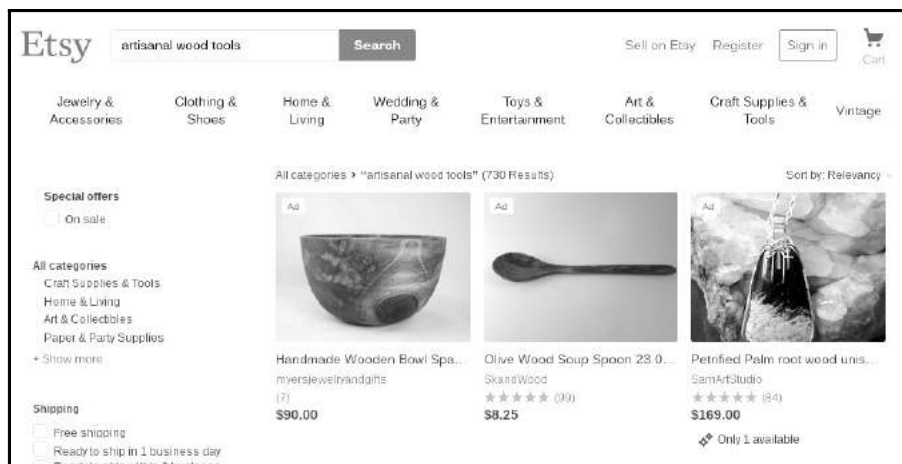 Etsy
artisanal wood tools
Search
Sell on Etsy
Register
Sign in
Cart
Jewelry &
Accessories
Clothing &
Shoes
Home &
Living
Wedding &
Party
Toys &
Entertainment
Art &
Collectibles
Craft Supplies &
Tools
Vintage
All categories › "artisanal wood tools" (730 Results)
Sort by: Relevancy
Special offers
On sale
All categories
Craft Supplies & Tools
Home & Living
Art & Collectibles
Paper & Party Supplies
+ Show more
Shipping
Free shipping
Ready to ship in 1 business day
Ad
Handmade Wooden Bowl Spa...
myersjewelryandgifts
(7)
$90.00
Ad
Olive Wood Soup Spoon 23.0...
SkandWood
★★★★★ (99)
$8.25
Ad
Petrified Palm root wood unis...
SamArtStudio
★★★★★ (84)
$169.00
Only 1 available